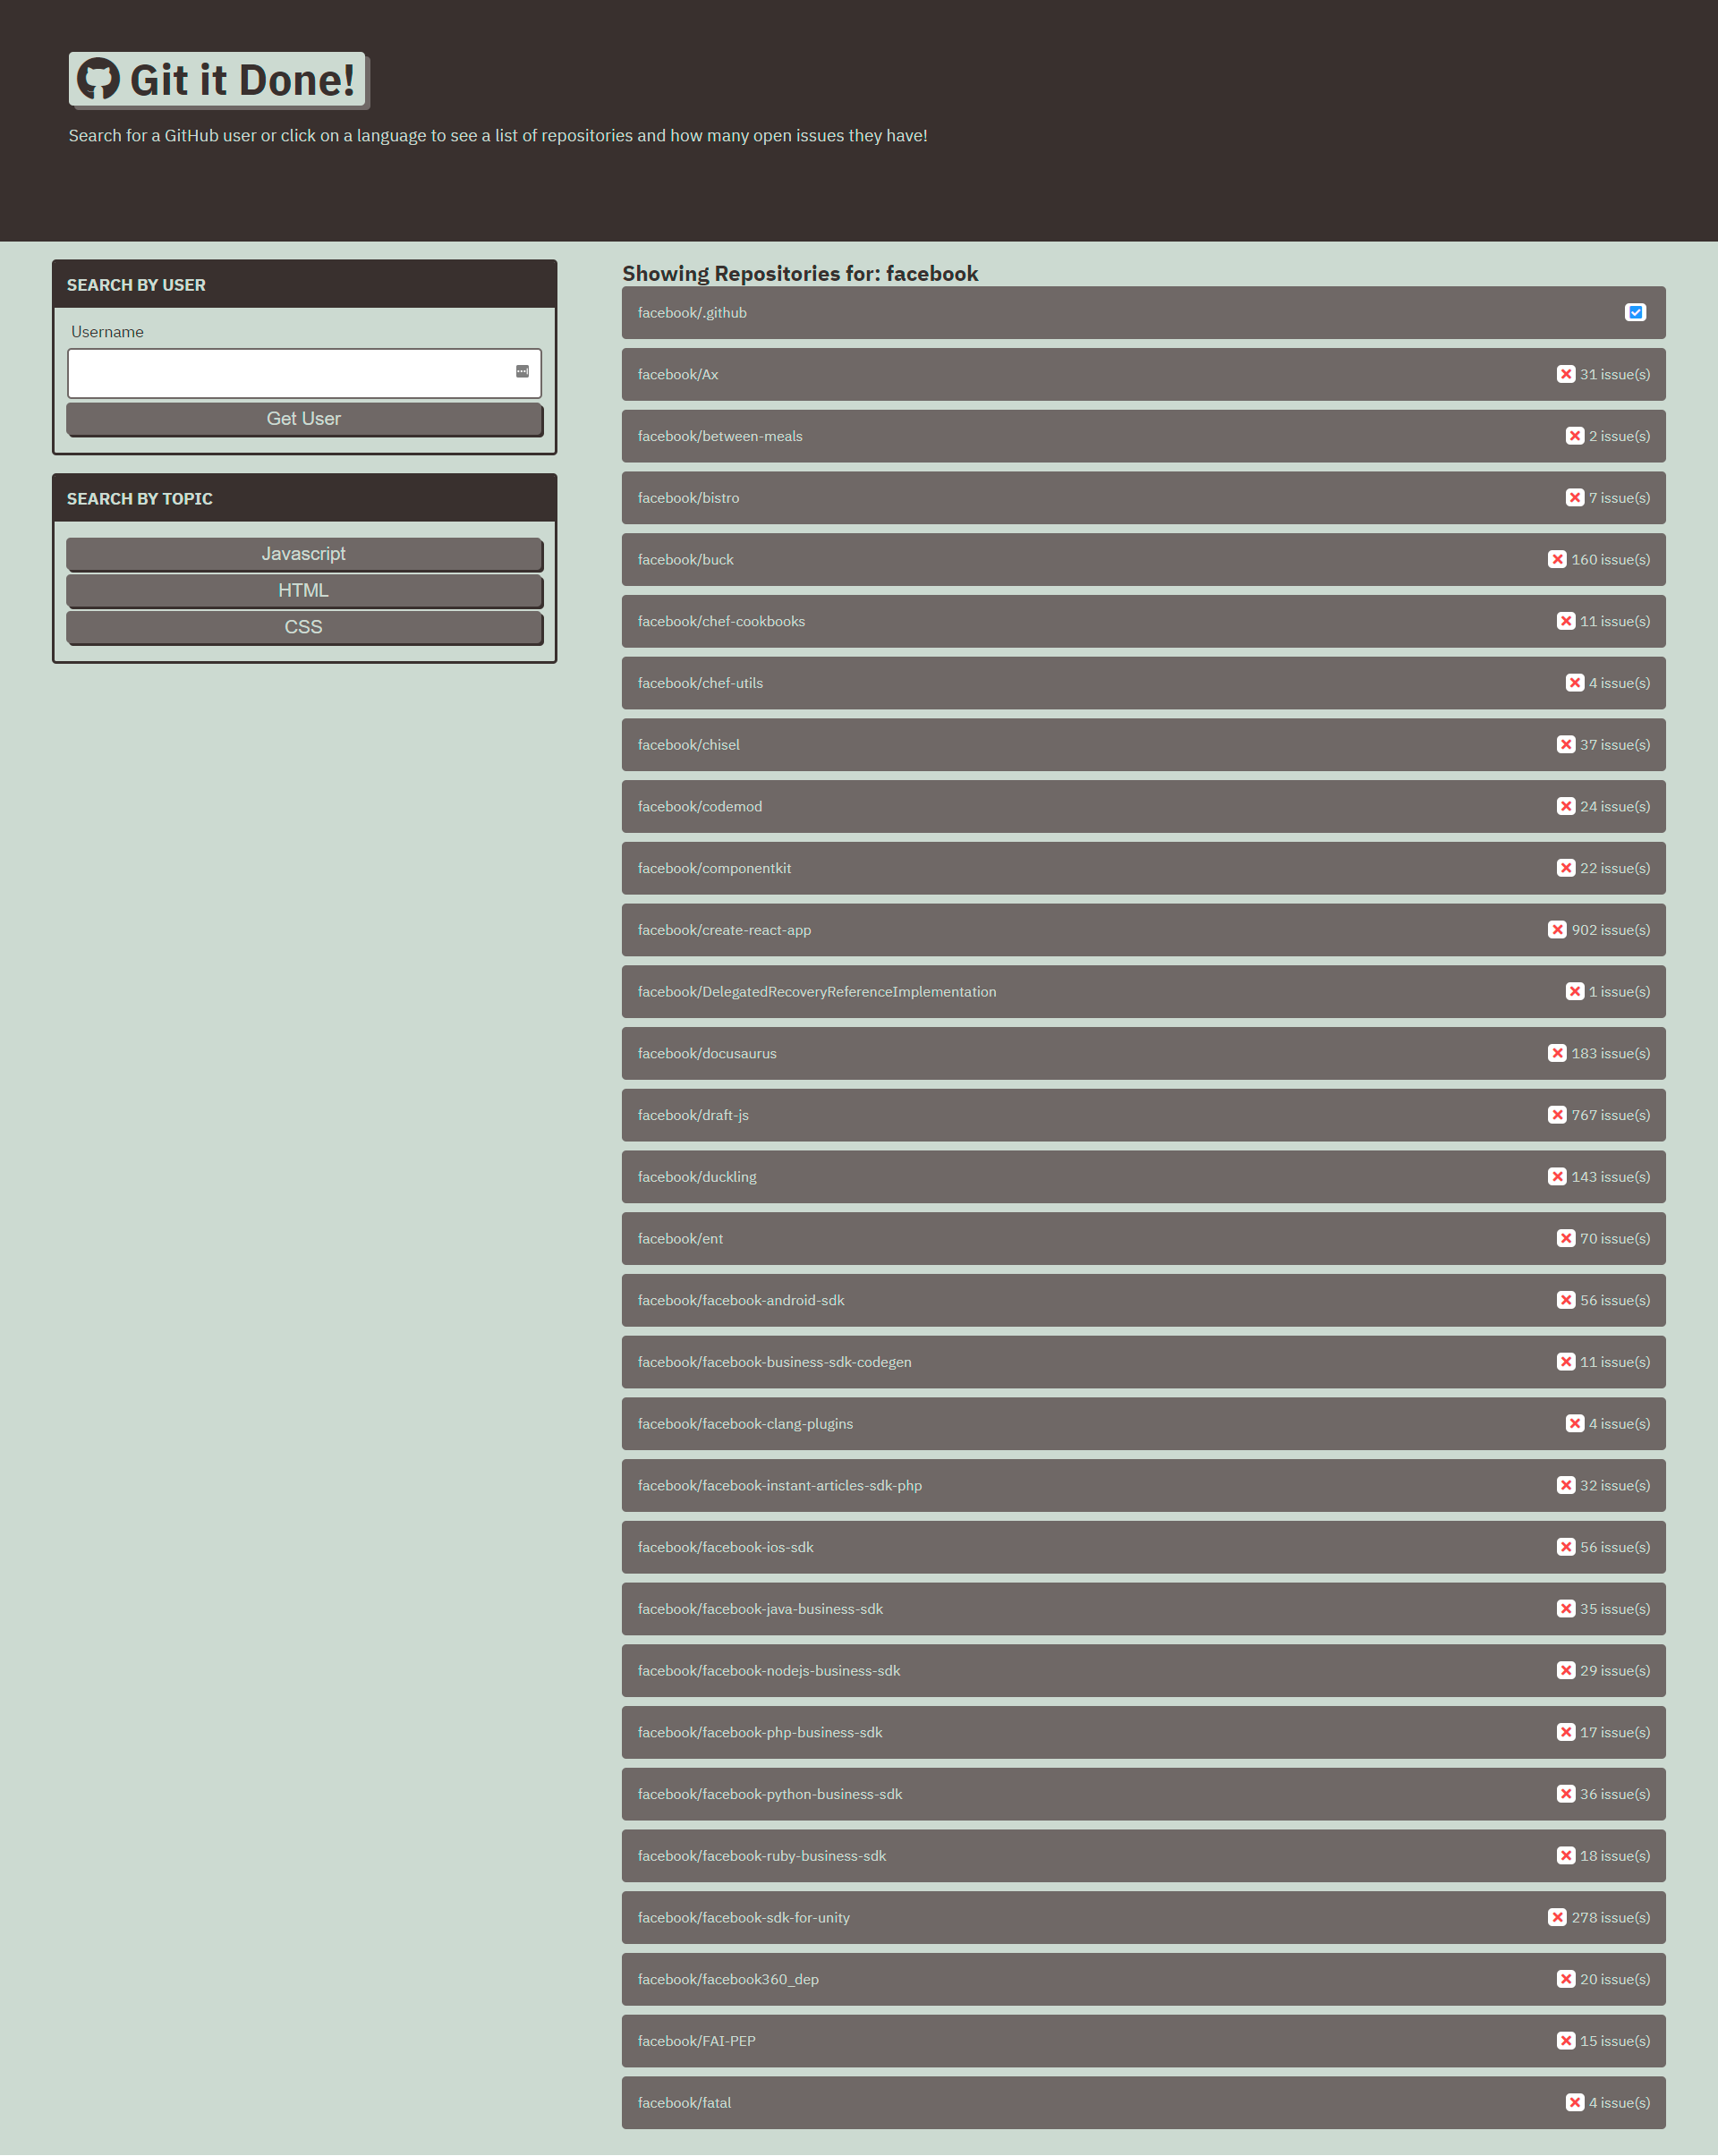 Git it Done!
Search for a GitHub user or click on a language to see a list of repositories and how many open issues they have!
SEARCH BY USER
Username
Get User
SEARCH BY TOPIC
Javascript
HTML
CSS
Showing Repositories for: facebook
facebook/.github
facebook/Ax 31 issue(s)
facebook/between-meals 2 issue(s)
facebook/bistro 7 issue(s)
facebook/buck 160 issue(s)
facebook/chef-cookbooks 11 issue(s)
facebook/chef-utils 4 issue(s)
facebook/chisel 37 issue(s)
facebook/codemod 24 issue(s)
facebook/componentkit 22 issue(s)
facebook/create-react-app 902 issue(s)
facebook/DelegatedRecoveryReferenceImplementation 1 issue(s)
facebook/docusaurus 183 issue(s)
facebook/draft-js 767 issue(s)
facebook/duckling 143 issue(s)
facebook/ent 70 issue(s)
facebook/facebook-android-sdk 56 issue(s)
facebook/facebook-business-sdk-codegen 11 issue(s)
facebook/facebook-clang-plugins 4 issue(s)
facebook/facebook-instant-articles-sdk-php 32 issue(s)
facebook/facebook-ios-sdk 56 issue(s)
facebook/facebook-java-business-sdk 35 issue(s)
facebook/facebook-nodejs-business-sdk 29 issue(s)
facebook/facebook-php-business-sdk 17 issue(s)
facebook/facebook-python-business-sdk 36 issue(s)
facebook/facebook-ruby-business-sdk 18 issue(s)
facebook/facebook-sdk-for-unity 278 issue(s)
facebook/facebook360_dep 20 issue(s)
facebook/FAI-PEP 15 issue(s)
facebook/fatal 4 issue(s)